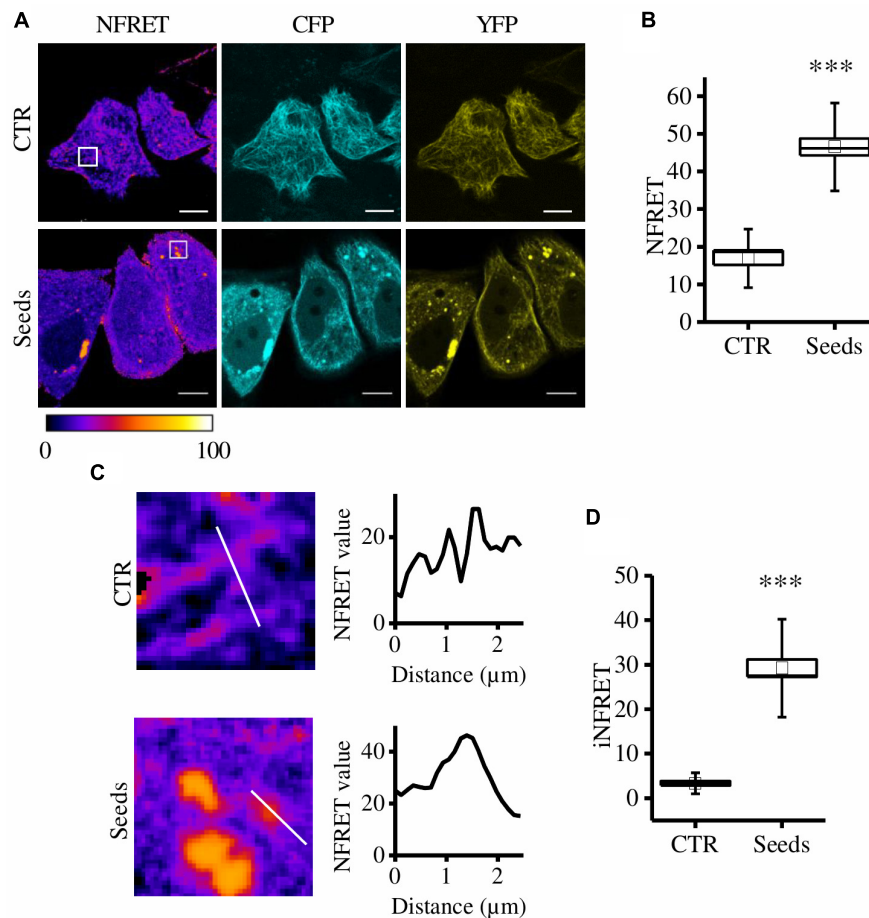 A
NFRET CFP YFP
CTR
Seeds
0 100
B
***
NFRET
60
50
40
30
20
10
0
CTR Seeds
C
CTR
NFRET value
20
0
0 1 2
Distance (µm)
Seeds
NFRET value
40
20
0
0 1 2
Distance (µm)
D
***
iNFRET
50
40
30
20
10
0
CTR Seeds